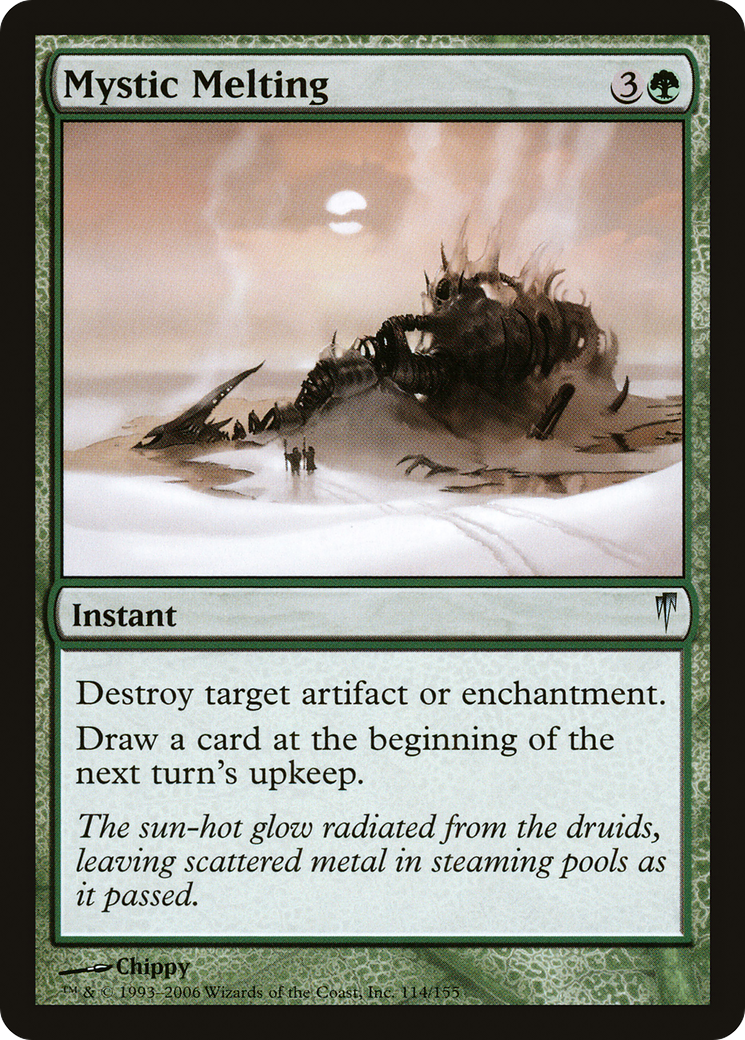 Mystic Melting 3
Instant
Destroy target artifact or enchantment.
Draw a card at the beginning of the
next turn's upkeep.
The sun-hot glow radiated from the druids,
leaving scattered metal in steaming pools as
it passed.
Chippy
™ & © 1993–2006 Wizards of the Coast, Inc. 114/155